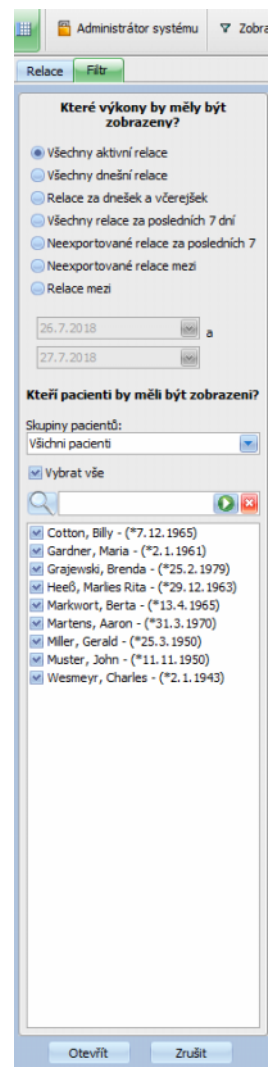 Administrátor systému
Relace Filtr
Které výkony by měly být
zobrazeny?
Všechny aktivní relace
Všechny dnešní relace
Relace za dnešek a včerejšek
Všechny relace za posledních 7 dní
Neexportované relace za posledních 7
Neexportované relace mezi
Relace mezi
26.7.2018 a
27.7.2018
Kteří pacienti by měli být zobrazeni?
Skupiny pacientů:
Všichni pacienti
Vybrat vše
Cotton, Billy - (*7.12.1965)
Gardner, Maria - (*2.1.1961)
Grajewski, Brenda - (*25.2.1979)
Heeß, Marlies Rita - (*29.12.1963)
Markwort, Berta - (*13.4.1965)
Martens, Aaron - (*31.3.1970)
Miller, Gerald - (*25.3.1950)
Muster, John - (*11.11.1950)
Wesmeyr, Charles - (*2.1.1943)
Otevřít Zrušit